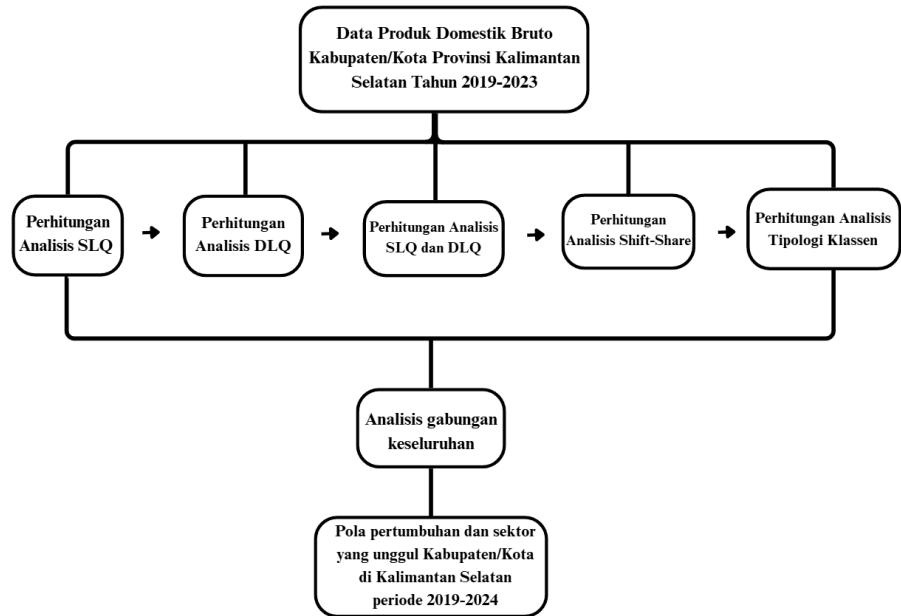 Data Produk Domestik Bruto
Kabupaten/Kota Provinsi Kalimantan
Selatan Tahun 2019-2023
Perhitungan
Analisis SLQ
Perhitungan
Analisis DLQ
Perhitungan Analisis
SLQ dan DLQ
Perhitungan
Analisis Shift-Share
Perhitungan Analisis
Tipologi Klassen
Analisis gabungan
keseluruhan
Pola pertumbuhan dan sektor
yang unggul Kabupaten/Kota
di Kalimantan Selatan
periode 2019-2024